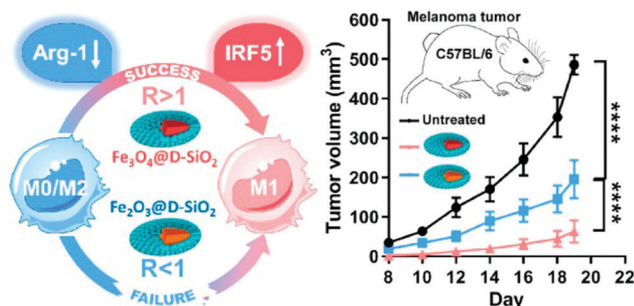 Arg-1↓
IRF5↑
SUCCESS
R>1
Fe₃O₄@D-SiO₂
M0/M2
M1
Fe₂O₃@D-SiO₂
R<1
FAILURE
Melanoma tumor
C57BL/6
Untreated
Tumor volume (mm³)
600
500
400
300
200
100
0
8 10 12 14 16 18 20 22
Day
****
****